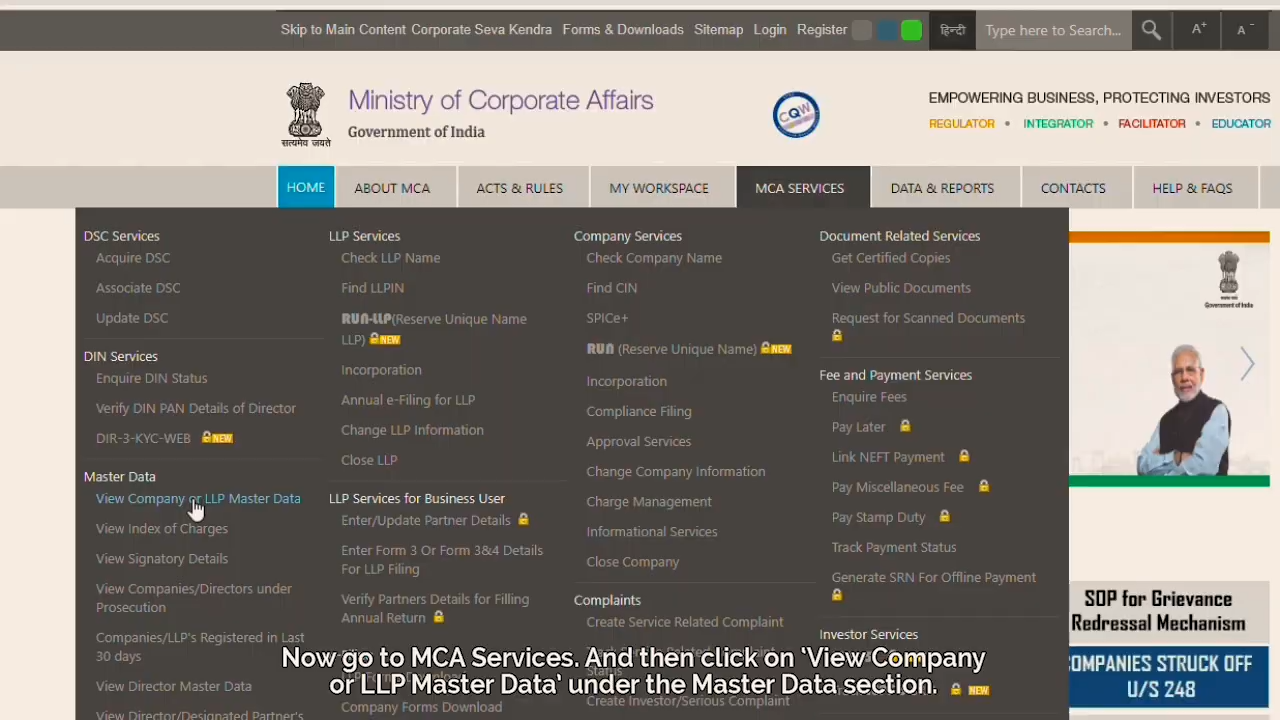 Skip to Main Content Corporate Seva Kendra Forms & Downloads Sitemap Login Register हिन्दी Type here to Search... A+ A-
Ministry of Corporate Affairs
Government of India
सत्यमेव जयते
CQW
EMPOWERING BUSINESS, PROTECTING INVESTORS
REGULATOR • INTEGRATOR • FACILITATOR • EDUCATOR
HOME ABOUT MCA ACTS & RULES MY WORKSPACE MCA SERVICES DATA & REPORTS CONTACTS HELP & FAQS
DSC Services
Acquire DSC
Associate DSC
Update DSC
DIN Services
Enquire DIN Status
Verify DIN PAN Details of Director
DIR-3-KYC-WEB NEW
Master Data
View Company or LLP Master Data
View Index of Charges
View Signatory Details
View Companies/Directors under
Prosecution
Companies/LLP's Registered in Last
30 days
View Director Master Data
View Director/Designated Partner's
LLP Services
Check LLP Name
Find LLPIN
RUN-LLP(Reserve Unique Name
LLP) NEW
Incorporation
Annual e-Filing for LLP
Change LLP Information
Close LLP
LLP Services for Business User
Enter/Update Partner Details
Enter Form 3 Or Form 3&4 Details
For LLP Filing
Verify Partners Details for Filling
Annual Return
Company Forms Download
Company Services
Check Company Name
Find CIN
SPICe+
RUN (Reserve Unique Name) NEW
Incorporation
Compliance Filing
Approval Services
Change Company Information
Charge Management
Informational Services
Close Company
Complaints
Create Service Related Complaint
Create Investor/Serious Complaint
Document Related Services
Get Certified Copies
View Public Documents
Request for Scanned Documents
Fee and Payment Services
Enquire Fees
Pay Later
Link NEFT Payment
Pay Miscellaneous Fee
Pay Stamp Duty
Track Payment Status
Generate SRN For Offline Payment
Investor Services
NEW
Government of India
SOP for Grievance
Redressal Mechanism
COMPANIES STRUCK OFF
U/S 248
Now go to MCA Services. And then click on ‘View Company
or LLP Master Data’ under the Master Data section.